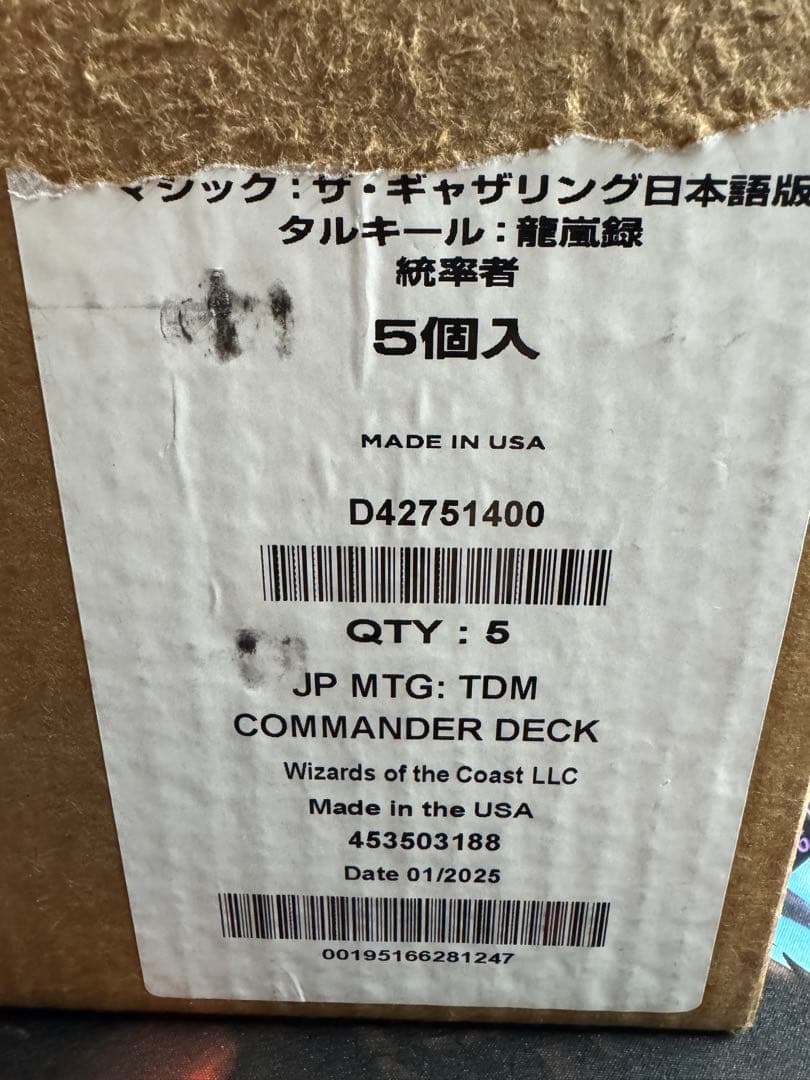 マジック:ザ・ギャザリング日本語版
タルキール:龍嵐録
統率者
5個入
MADE IN USA
D42751400
QTY : 5
JP MTG: TDM
COMMANDER DECK
Wizards of the Coast LLC
Made in the USA
453503188
Date 01/2025
00195166281247